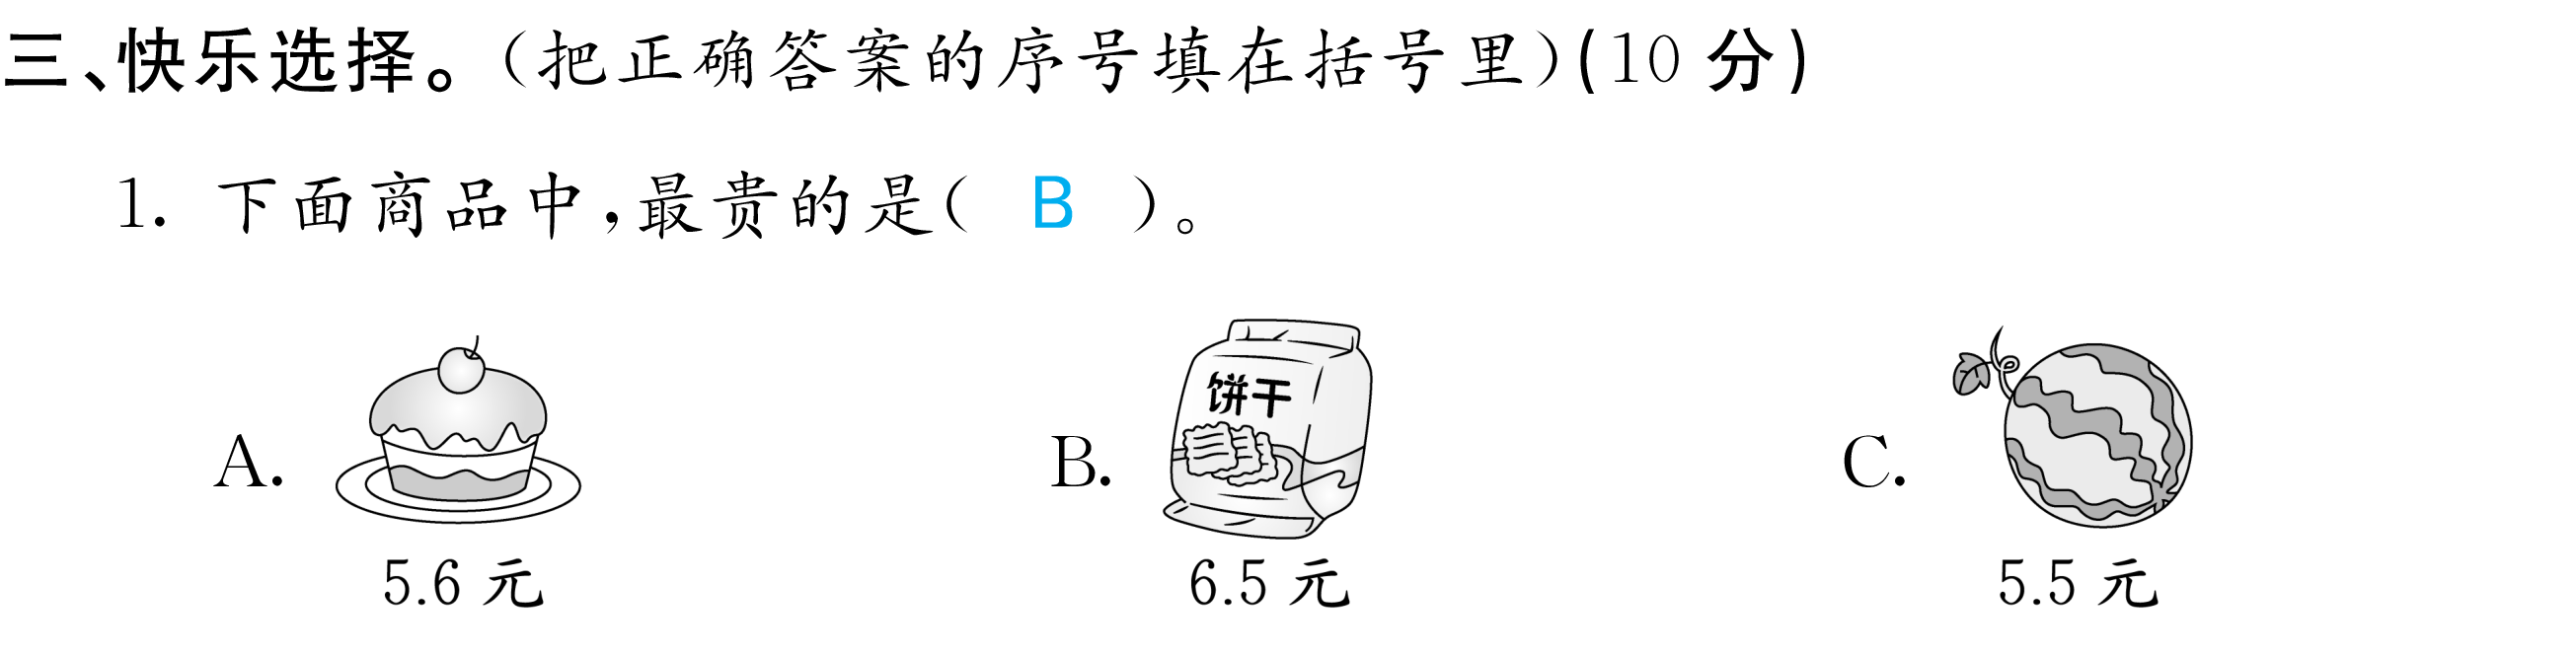 三、快乐选择。(把正确答案的序号填在括号里)(10 分)
1. 下面商品中,最贵的是( B )。
A. 饼干 B. C.
5.6 元 6.5 元 5.5 元